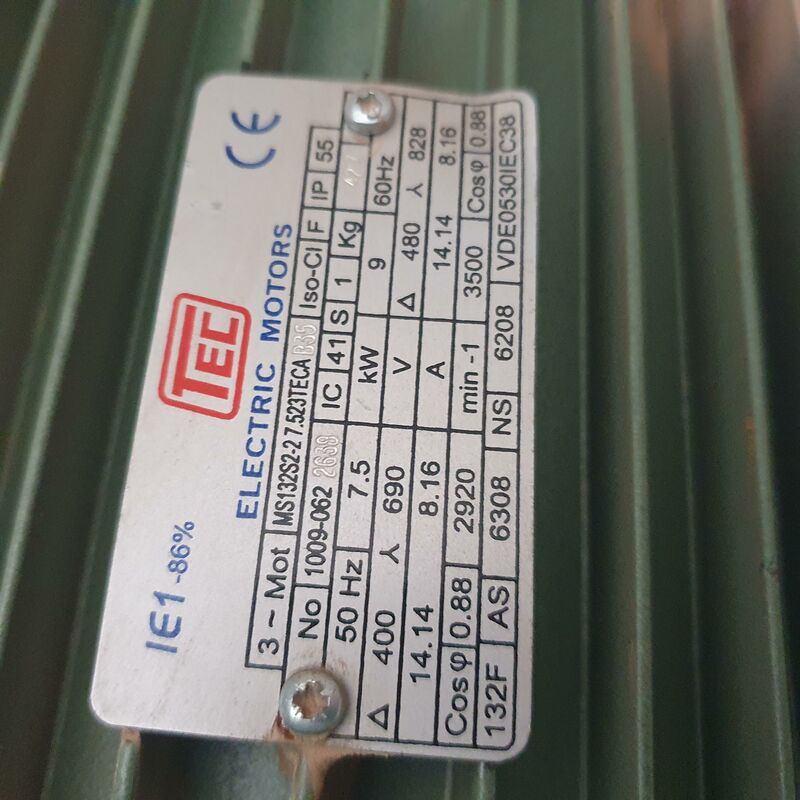 CE
TEC
ELECTRIC MOTORS
IE1-86%
3 ~ Mot MS132S2-2 7.523TECA B35 Iso-Cl F IP 55
No 1009-062 2639 IC 41 S 1 Kg
50 Hz 7.5 kW 9 60Hz
Δ 400 ⅄ 690 V Δ 480 ⅄ 828
14.14 8.16 A 14.14 8.16
Cosφ 0.88 2920 min -1 3500 Cosφ 0.88
132F AS 6308 NS 6208 VDE0530IEC38